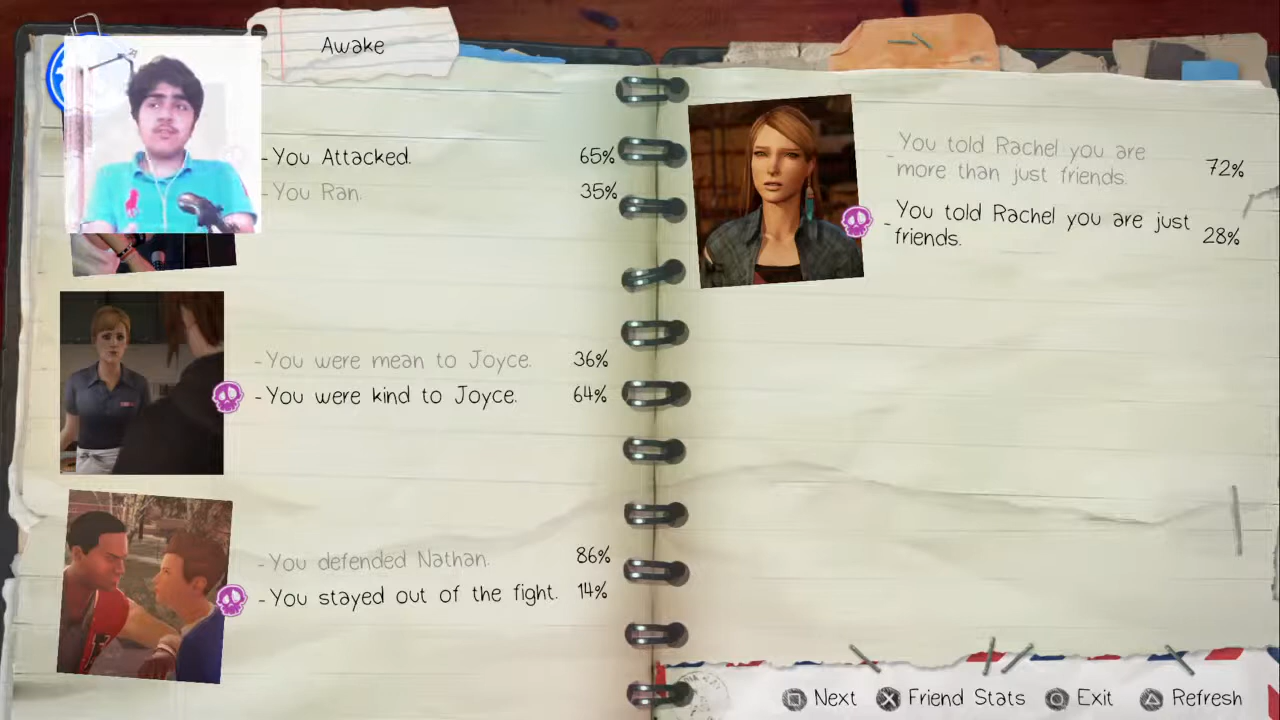 Awake
-You Attacked. 65%
-You Ran. 35%
-You were mean to Joyce. 36%
-You were kind to Joyce. 64%
-You defended Nathan. 86%
-You stayed out of the fight. 14%
-You told Rachel you are
more than just friends. 72%
-You told Rachel you are just
friends. 28%
Next Friend Stats Exit Refresh